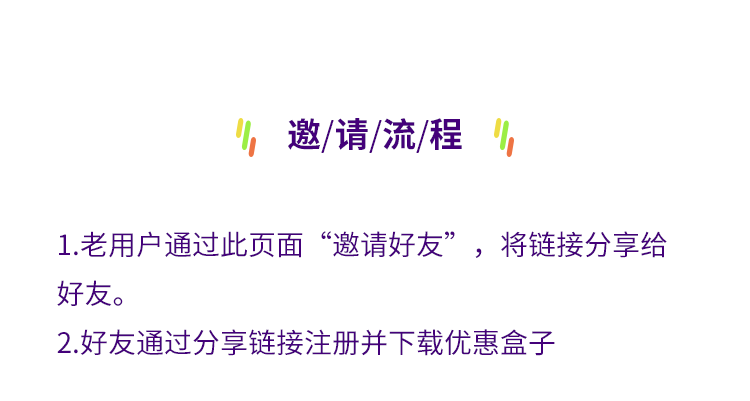 邀/请/流/程
1.老用户通过此页面“邀请好友”，将链接分享给
好友。
2.好友通过分享链接注册并下载优惠盒子